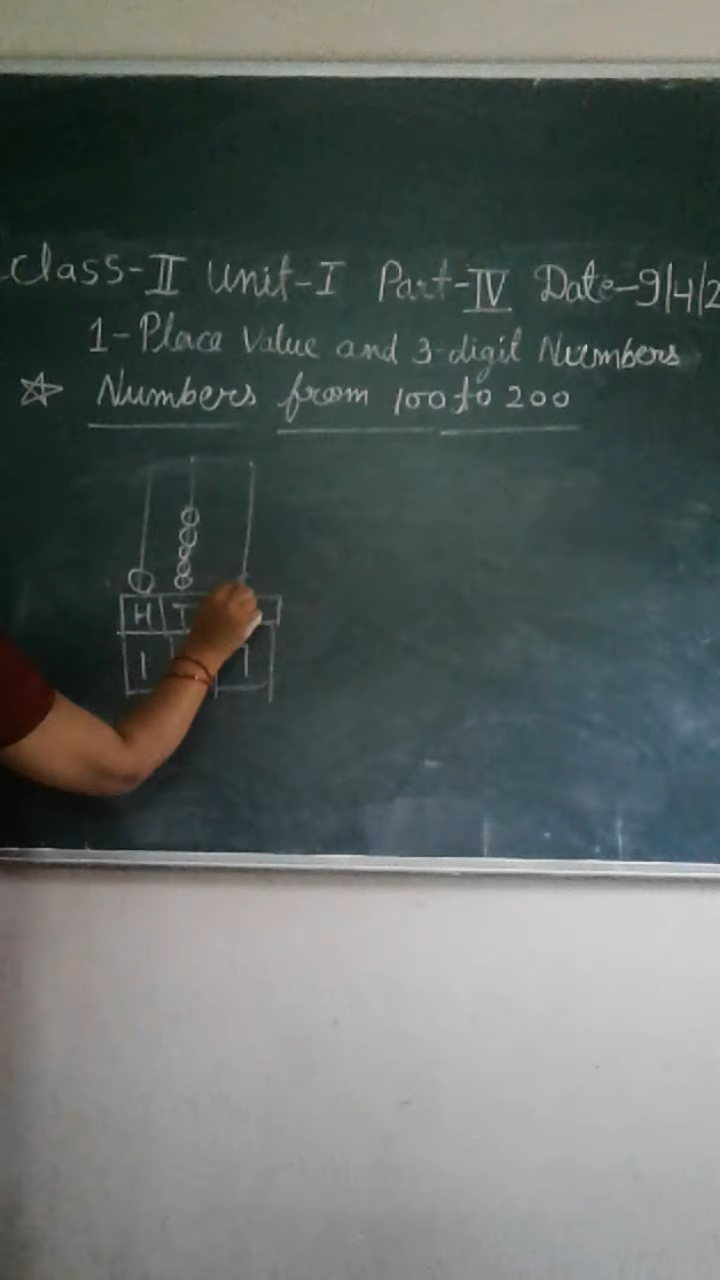 Class-II Unit-I Part-IV Date-9/4/2
1-Place Value and 3-digit Numbers
☆ Numbers from 100 to 200
H T
1 1